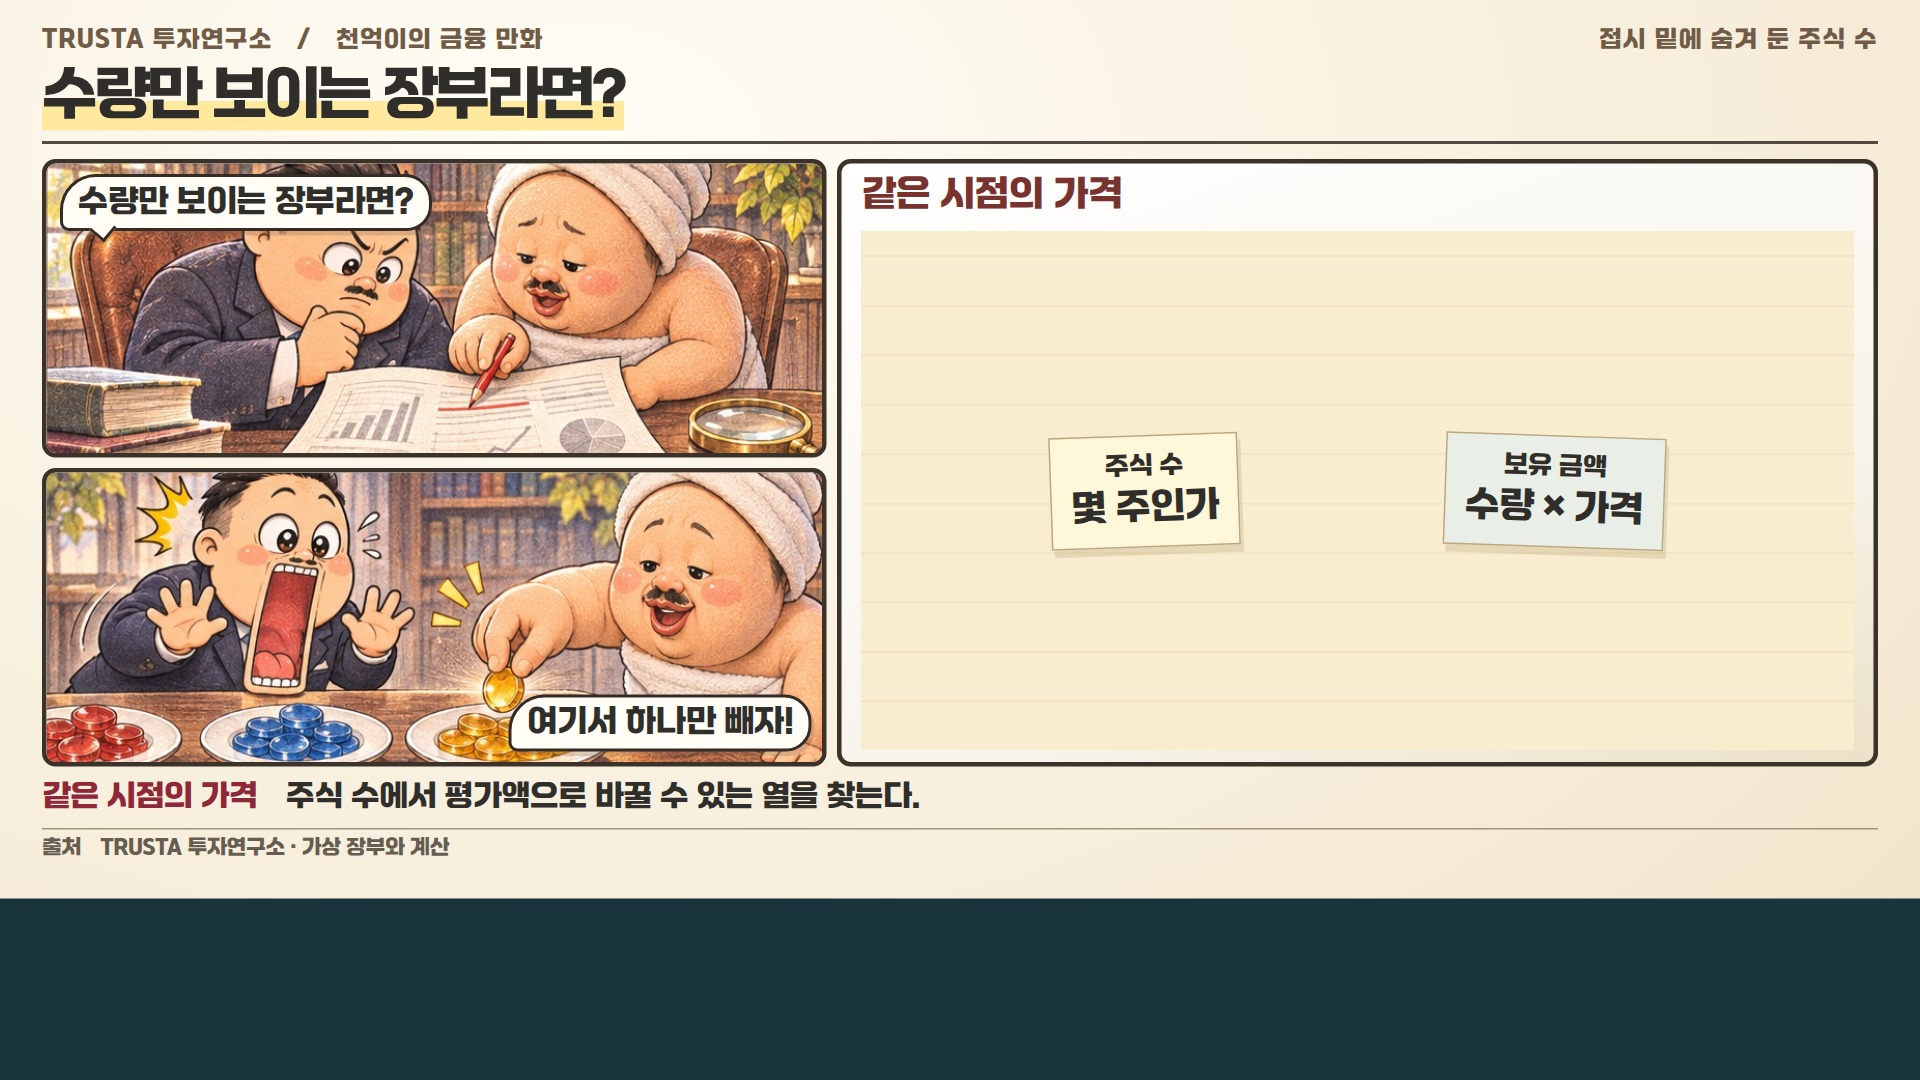 TRUSTA 투자연구소 / 천억이의 금융 만화
접시 밑에 숨겨 둔 주식 수
수량만 보이는 장부라면?
수량만 보이는 장부라면?
여기서 하나만 빼자!
같은 시점의 가격
주식 수
몇 주인가
보유 금액
수량 × 가격
같은 시점의 가격 주식 수에서 평가액으로 바꿀 수 있는 열을 찾는다.
출처 TRUSTA 투자연구소 · 가상 장부와 계산